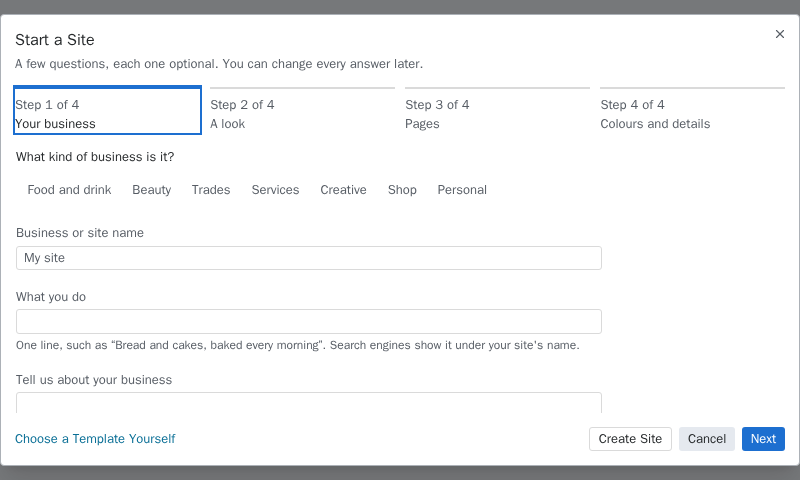 Start a Site
A few questions, each one optional. You can change every answer later.
Step 1 of 4
Your business
Step 2 of 4
A look
Step 3 of 4
Pages
Step 4 of 4
Colours and details
What kind of business is it?
Food and drink Beauty Trades Services Creative Shop Personal
Business or site name
My site
What you do
One line, such as “Bread and cakes, baked every morning”. Search engines show it under your site's name.
Tell us about your business
Choose a Template Yourself
Create Site
Cancel
Next